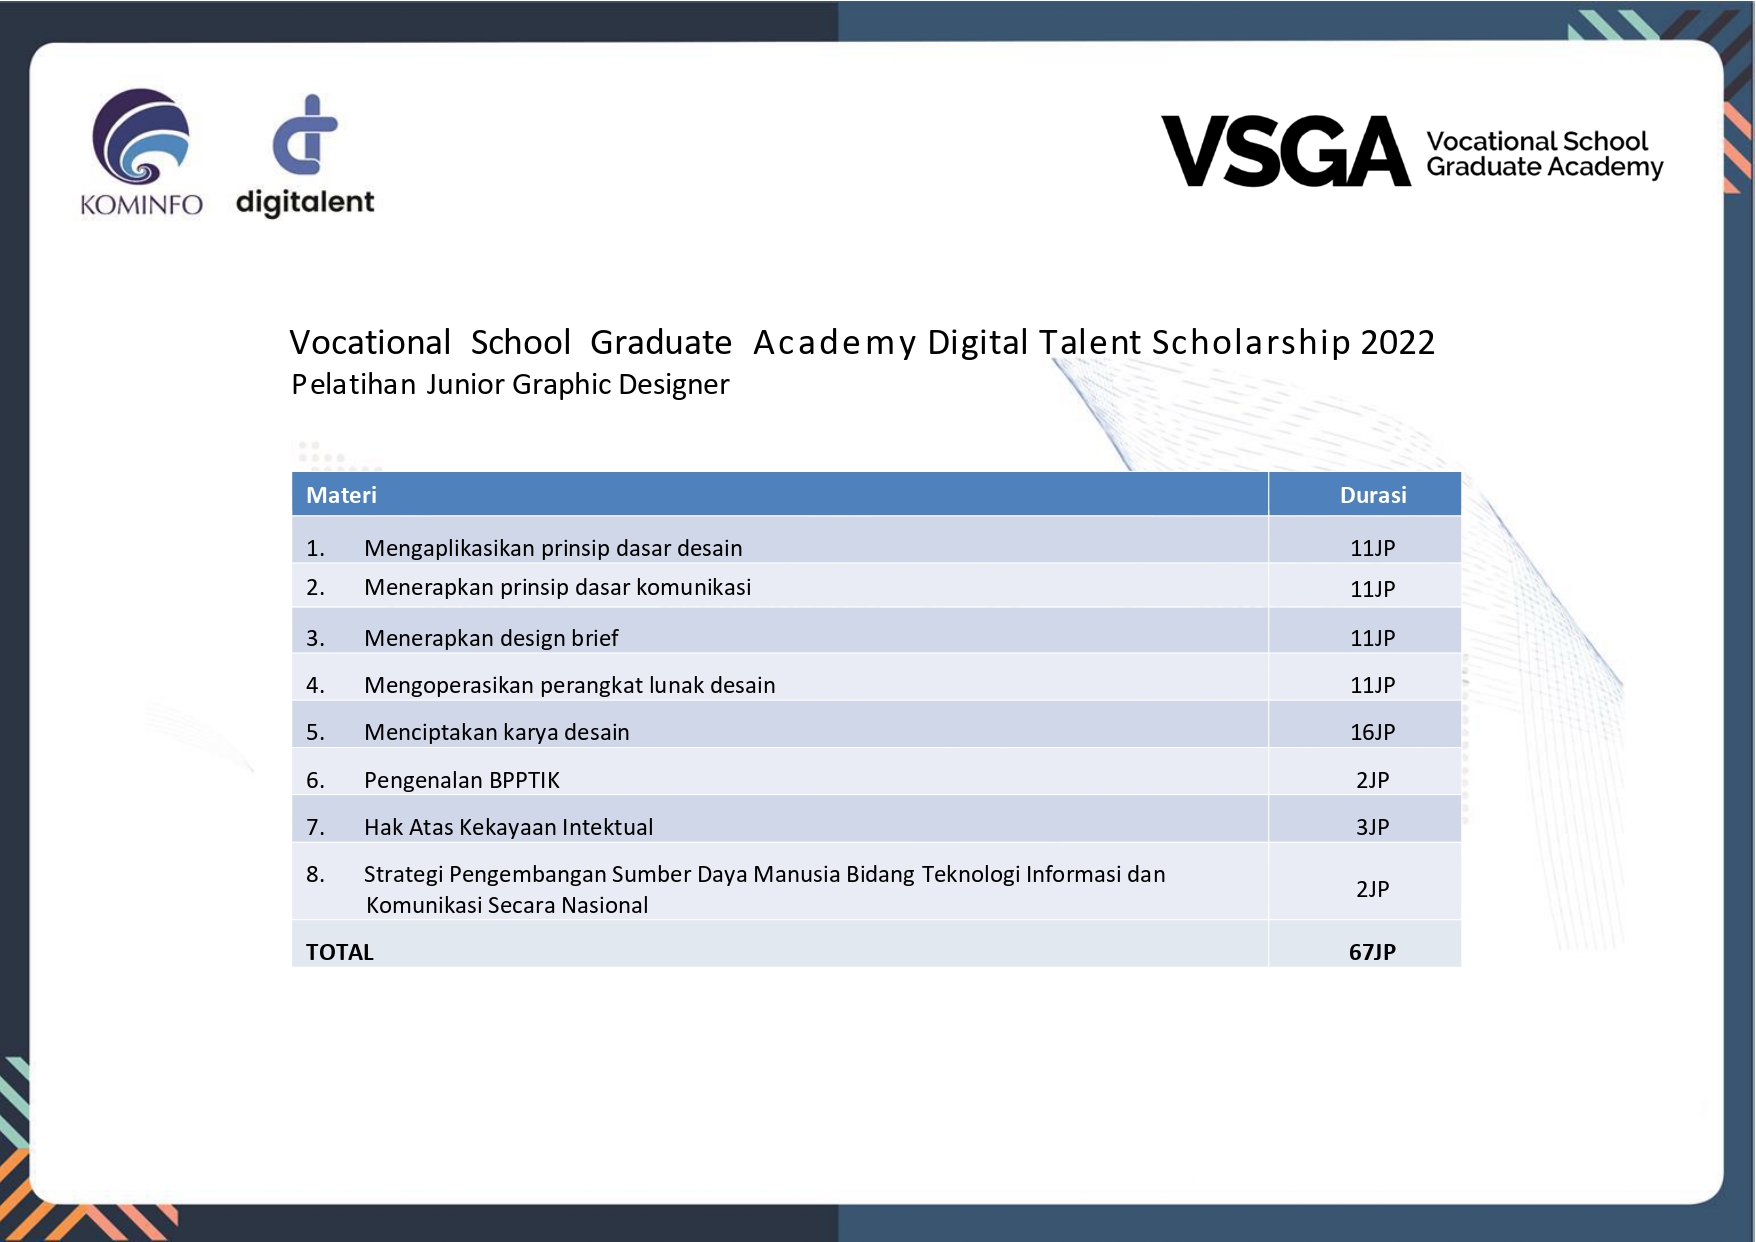 KOMINFO
digitalent
VSGA
Vocational School
Graduate Academy
Vocational School Graduate Academy Digital Talent Scholarship 2022
Pelatihan Junior Graphic Designer
Materi Durasi
1. Mengaplikasikan prinsip dasar desain 11JP
2. Menerapkan prinsip dasar komunikasi 11JP
3. Menerapkan design brief 11JP
4. Mengoperasikan perangkat lunak desain 11JP
5. Menciptakan karya desain 16JP
6. Pengenalan BPPTIK 2JP
7. Hak Atas Kekayaan Intektual 3JP
8. Strategi Pengembangan Sumber Daya Manusia Bidang Teknologi Informasi dan
Komunikasi Secara Nasional 2JP
TOTAL 67JP